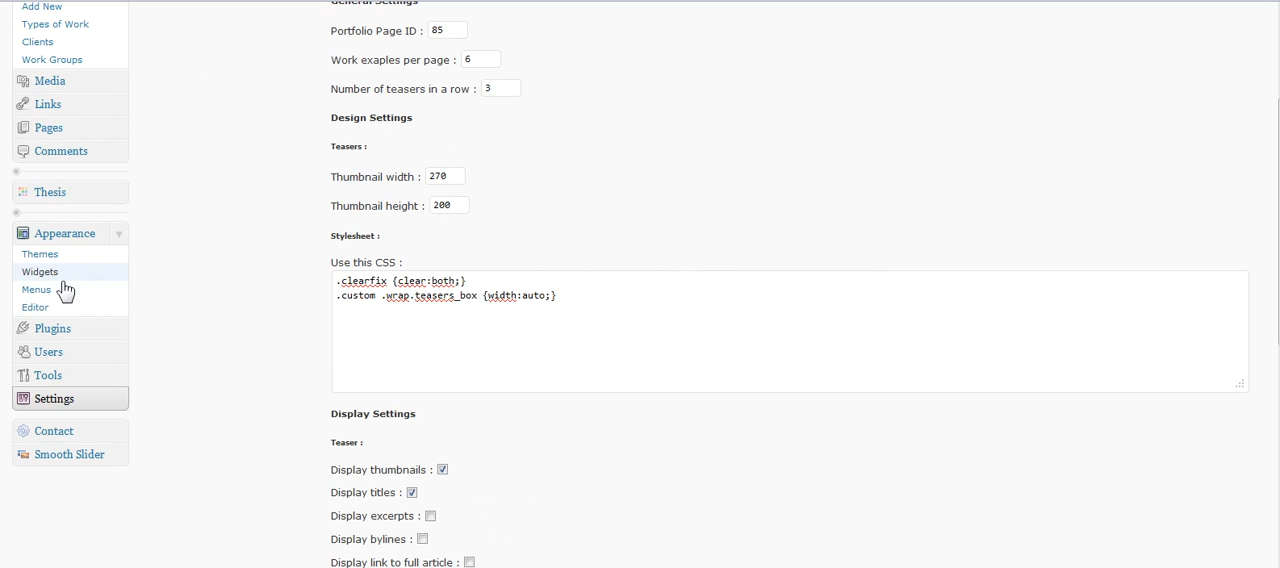 Add New
Types of Work
Clients
Work Groups
Media
Links
Pages
Comments
Thesis
Appearance
Themes
Widgets
Menus
Editor
Plugins
Users
Tools
Settings
Contact
Smooth Slider
General Settings
Portfolio Page ID : 85
Work exaples per page : 6
Number of teasers in a row : 3
Design Settings
Teasers :
Thumbnail width : 270
Thumbnail height : 200
Stylesheet :
Use this CSS :
.clearfix {clear:both;}
.custom .wrap.teasers_box {width:auto;}
Display Settings
Teaser :
Display thumbnails :
Display titles :
Display excerpts :
Display bylines :
Display link to full article :